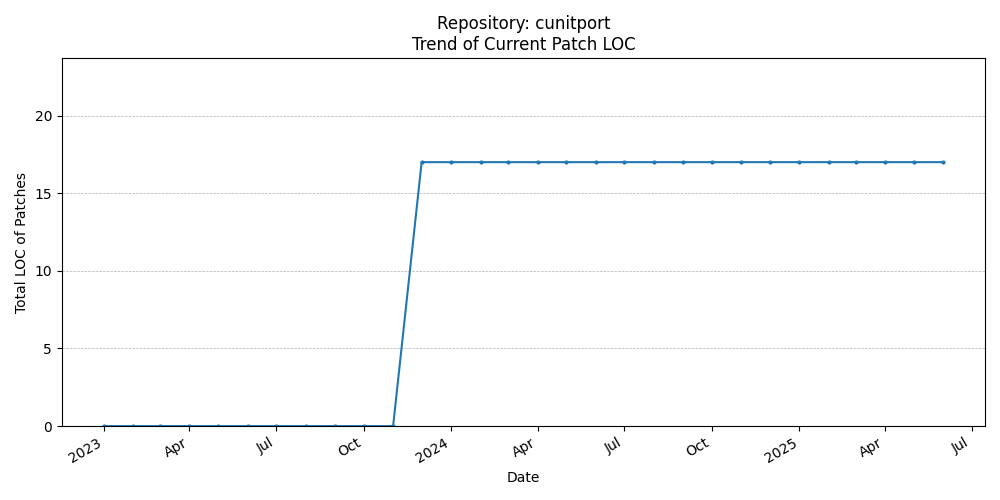 Repository: cunitport
Trend of Current Patch LOC
Total LOC of Patches
20
15
10
5
0
2023
Apr
Jul
Oct
2024
Apr
Jul
Oct
2025
Apr
Jul
Date